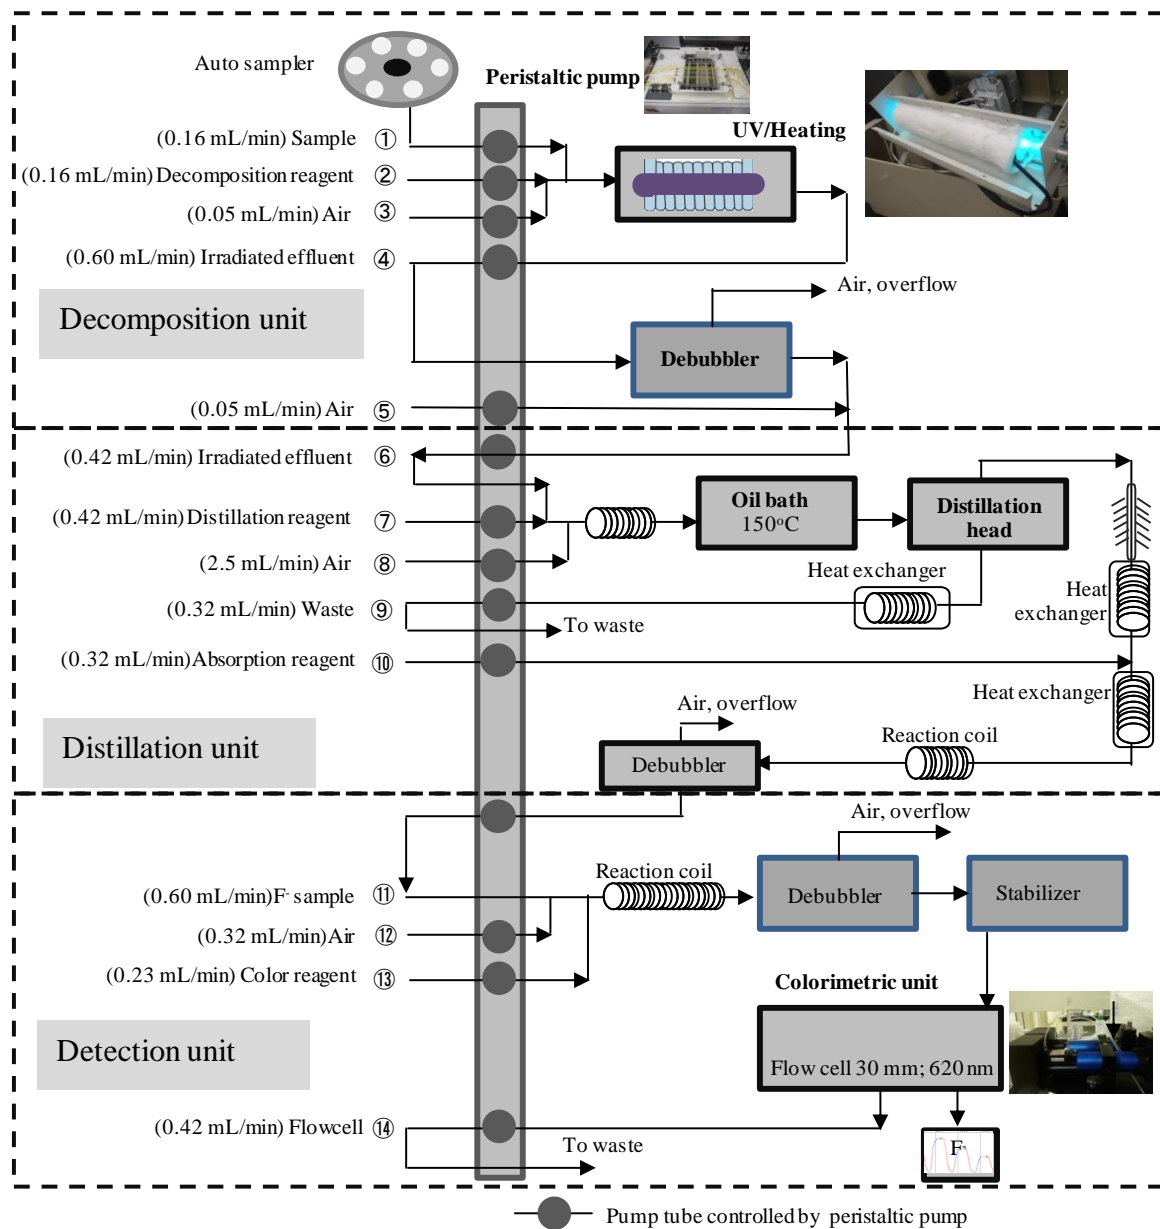 Auto sampler
Peristaltic pump
UV/Heating
(0.16 mL/min) Sample ①
(0.16 mL/min) Decomposition reagent ②
(0.05 mL/min) Air ③
(0.60 mL/min) Irradiated effluent ④
Air, overflow
Decomposition unit
Debubbler
(0.05 mL/min) Air ⑤
(0.42 mL/min) Irradiated effluent ⑥
Oil bath
150°C
Distillation
head
(0.42 mL/min) Distillation reagent ⑦
(2.5 mL/min) Air ⑧
Heat exchanger
Heat
exchanger
(0.32 mL/min) Waste ⑨
To waste
(0.32 mL/min)Absorption reagent ⑩
Heat exchanger
Air, overflow
Distillation unit
Reaction coil
Debubbler
Air, overflow
Reaction coil
(0.60 mL/min)F- sample ⑪
Debubbler
Stabilizer
(0.32 mL/min)Air ⑫
(0.23 mL/min) Color reagent ⑬
Colorimetric unit
Detection unit
Flow cell 30 mm; 620 nm
(0.42 mL/min) Flowcell ⑭
To waste
F-
Pump tube controlled by peristaltic pump